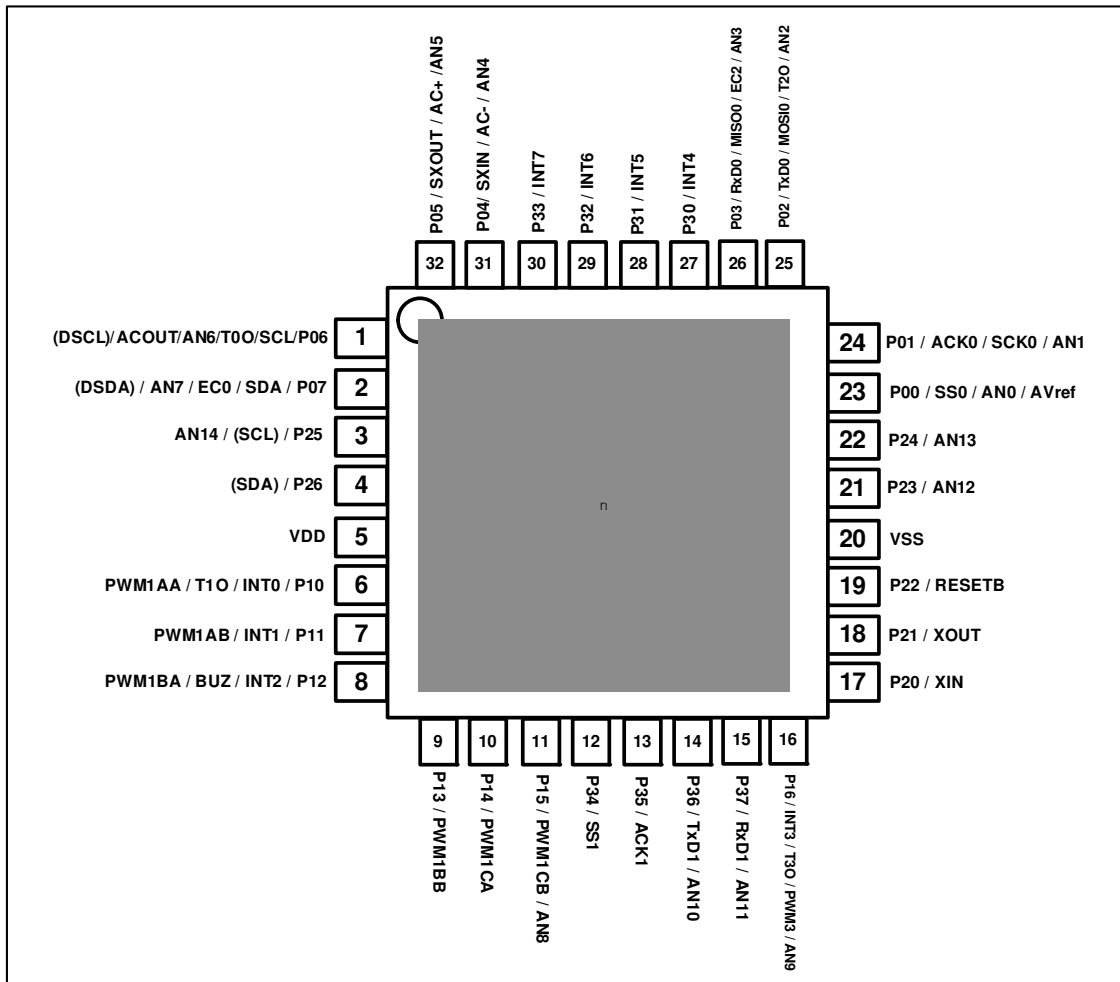 P05 / SXOUT / AC+ /AN5
P04/ SXIN / AC- / AN4
P33 / INT7
P32 / INT6
P31 / INT5
P30 / INT4
P03 / RxD0 / MISO0 / EC2 / AN3
P02 / TxD0 / MOSI0 / T2O / AN2
32
31
30
29
28
27
26
25
(DSCL)/ACOUT/AN6/T0O/SCL/P06
1
(DSDA) / AN7 / EC0 / SDA / P07
2
AN14 / (SCL) / P25
3
(SDA) / P26
4
VDD
5
PWM1AA / T1O / INT0 / P10
6
PWM1AB / INT1 / P11
7
PWM1BA / BUZ / INT2 / P12
8
n
24
P01 / ACK0 / SCK0 / AN1
23
P00 / SS0 / AN0 / AVref
22
P24 / AN13
21
P23 / AN12
20
VSS
19
P22 / RESETB
18
P21 / XOUT
17
P20 / XIN
9
10
11
12
13
14
15
16
P13 / PWM1BB
P14 / PWM1CA
P15 / PWM1CB / AN8
P34 / SS1
P35 / ACK1
P36 / TxD1 / AN10
P37 / RxD1 / AN11
P16 / INT3 / T3O / PWM3 / AN9